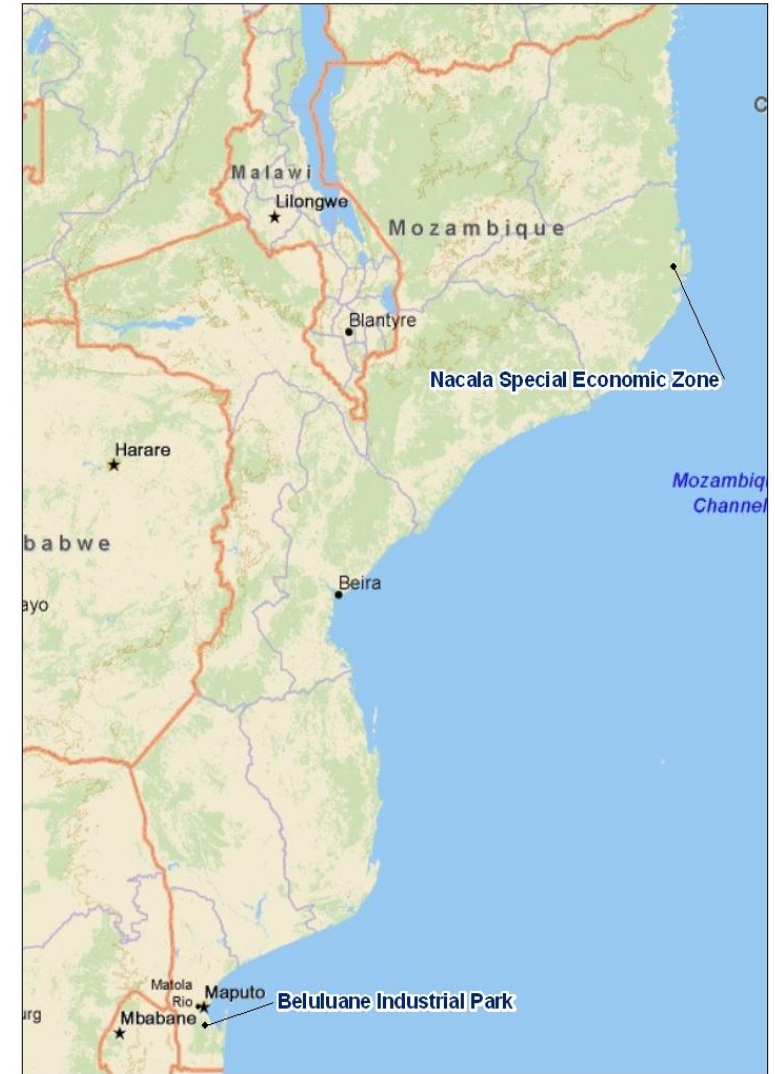 C
Malawi
Lilongwe
Mozambique
Blantyre
Nacala Special Economic Zone
Harare
Mozambiqu
Channel
babwe
Beira
ayo
Matola
Rio
Maputo
Beluluane Industrial Park
urg
Mbabane